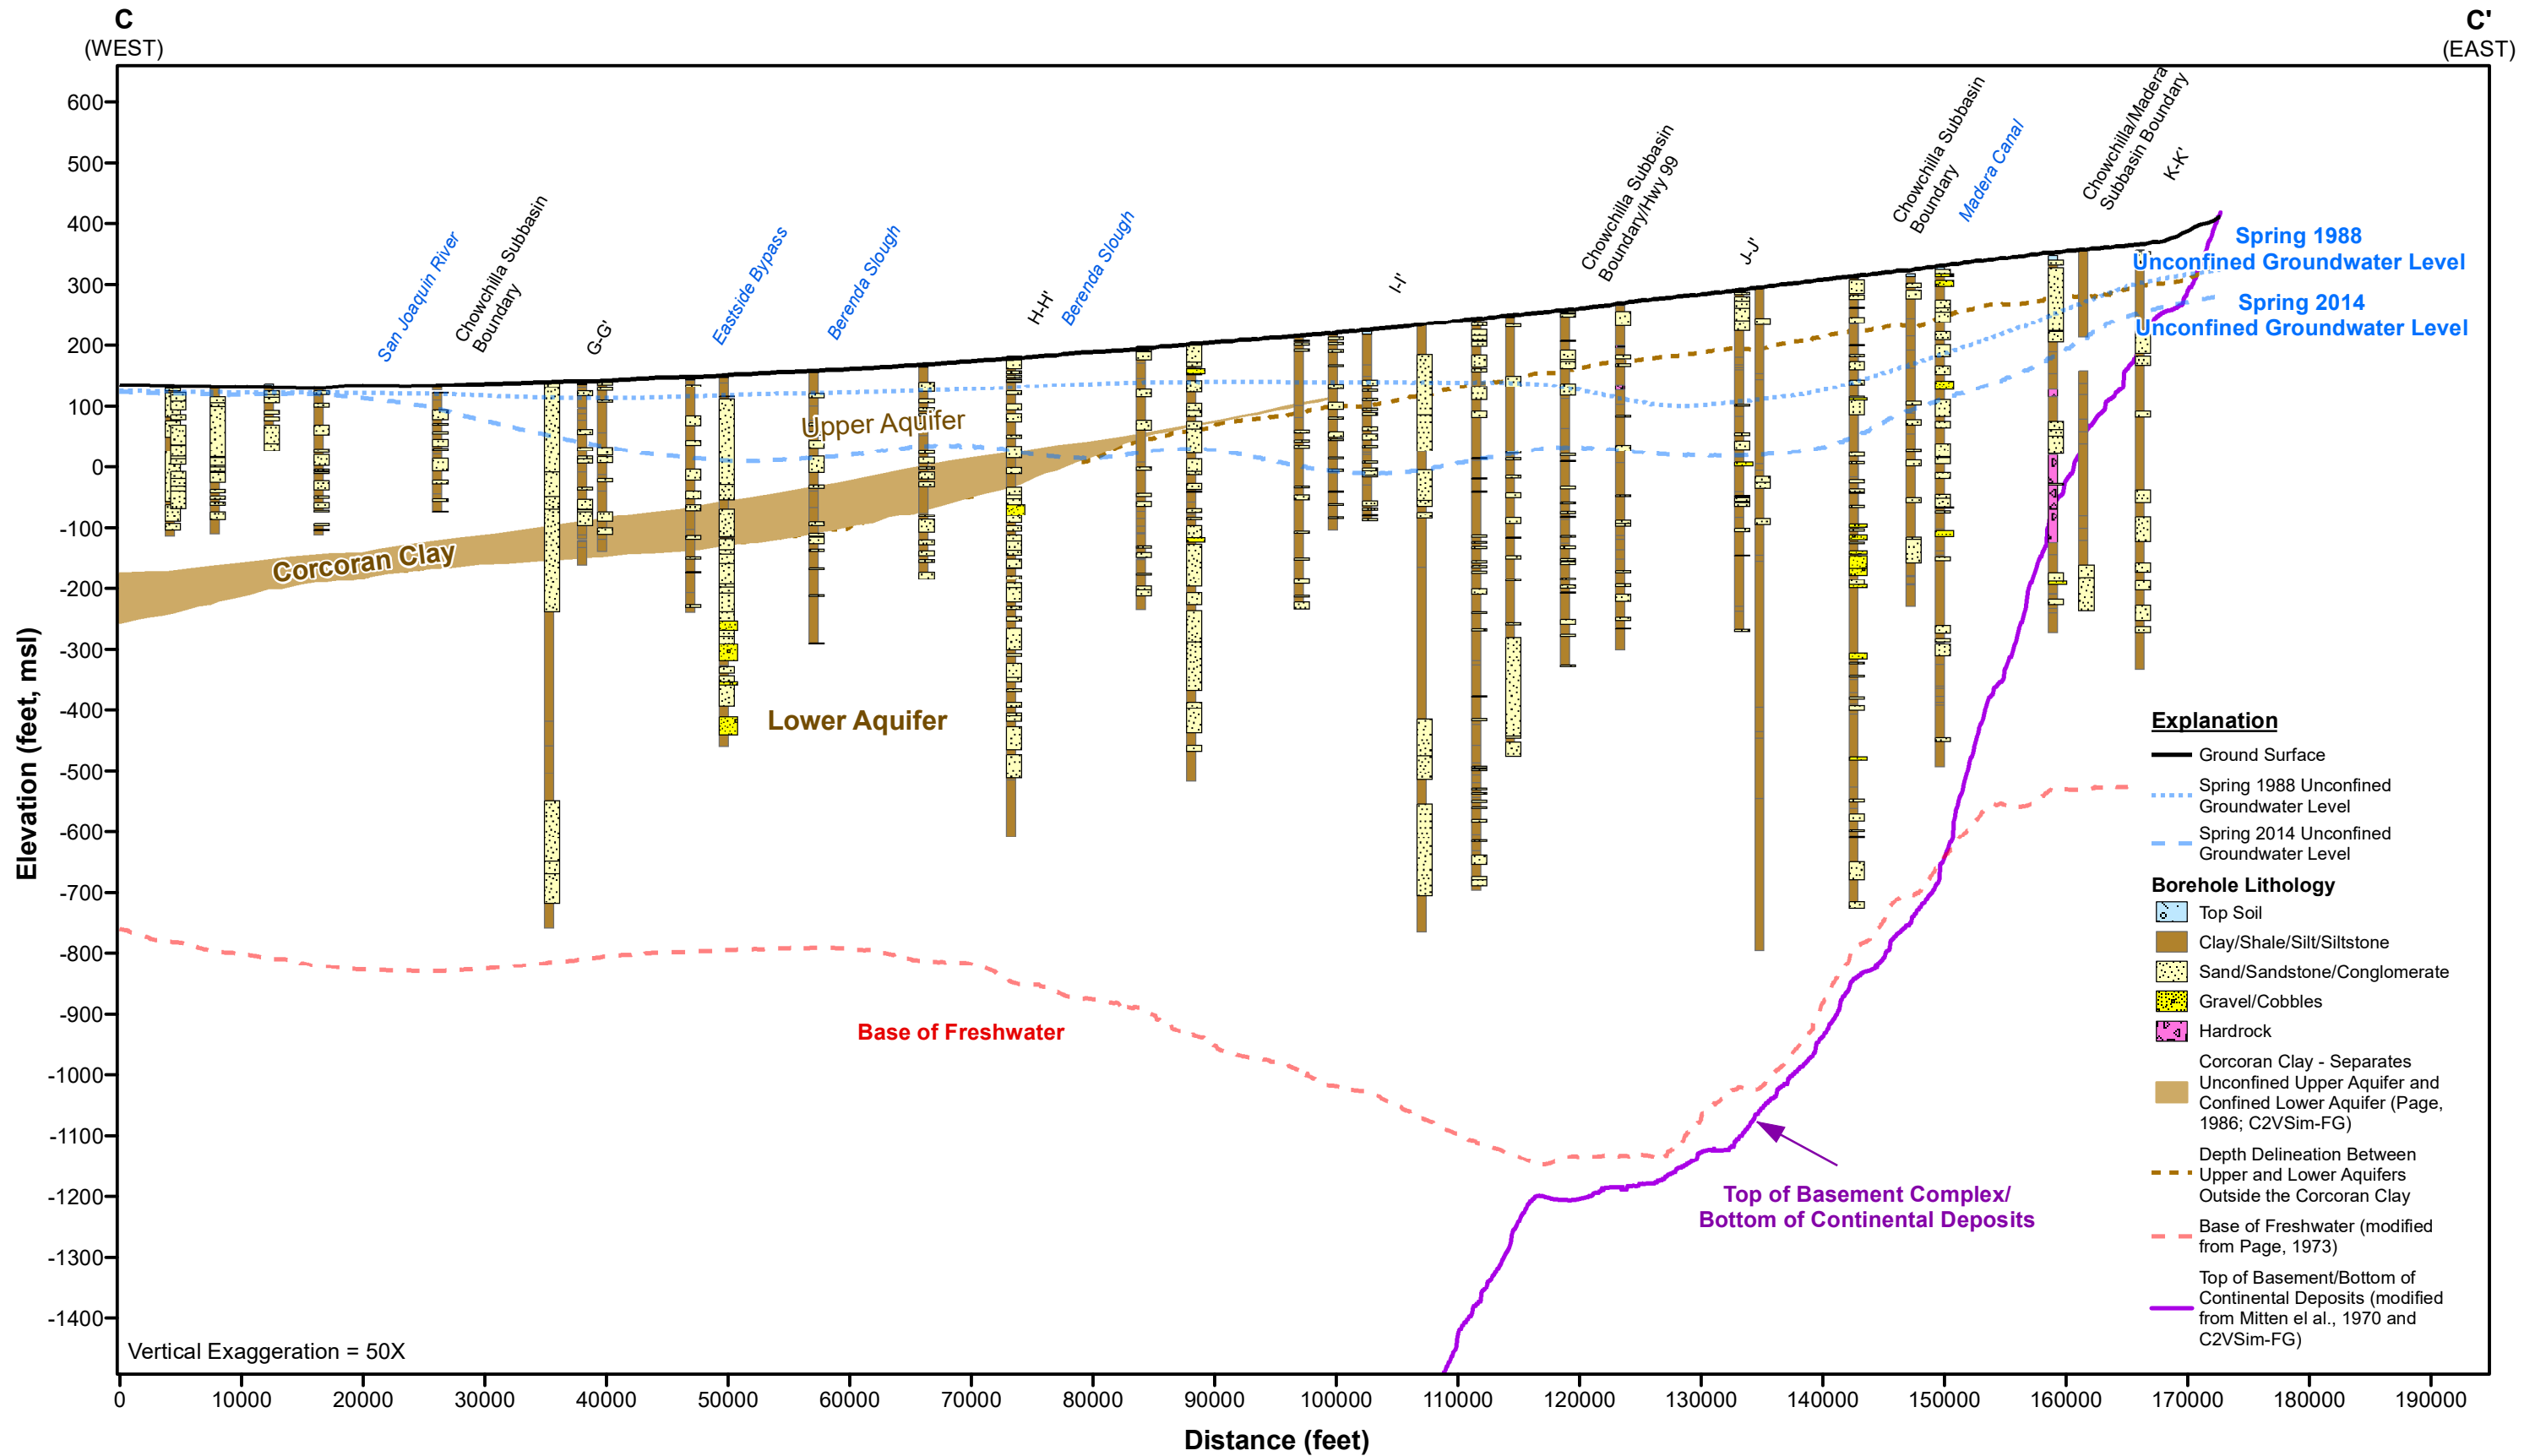 C
(WEST)
C'
(EAST)
San Joaquin River
Chowchilla Subbasin
Boundary
G-G'
Eastside Bypass
Berenda Slough
H-H'
Berenda Slough
I-I'
Chowchilla Subbasin
Boundary/Hwy 99
J-J'
Chowchilla Subbasin
Boundary
Madera Canal
Chowchilla/Madera
Subbasin Boundary
K-K'
Spring 1988
Unconfined Groundwater Level
Spring 2014
Unconfined Groundwater Level
Upper Aquifer
Corcoran Clay
Lower Aquifer
Base of Freshwater
Top of Basement Complex/
Bottom of Continental Deposits
Elevation (feet, msl)
600
500
400
300
200
100
0
-100
-200
-300
-400
-500
-600
-700
-800
-900
-1000
-1100
-1200
-1300
-1400
Explanation
Ground Surface
Spring 1988 Unconfined
Groundwater Level
Spring 2014 Unconfined
Groundwater Level
Borehole Lithology
Top Soil
Clay/Shale/Silt/Siltstone
Sand/Sandstone/Conglomerate
Gravel/Cobbles
Hardrock
Corcoran Clay - Separates
Unconfined Upper Aquifer and
Confined Lower Aquifer (Page,
1986; C2VSim-FG)
Depth Delineation Between
Upper and Lower Aquifers
Outside the Corcoran Clay
Base of Freshwater (modified
from Page, 1973)
Top of Basement/Bottom of
Continental Deposits (modified
from Mitten el al., 1970 and
C2VSim-FG)
Vertical Exaggeration = 50X
0 10000 20000 30000 40000 50000 60000 70000 80000 90000 100000 110000 120000 130000 140000 150000 160000 170000 180000 190000
Distance (feet)